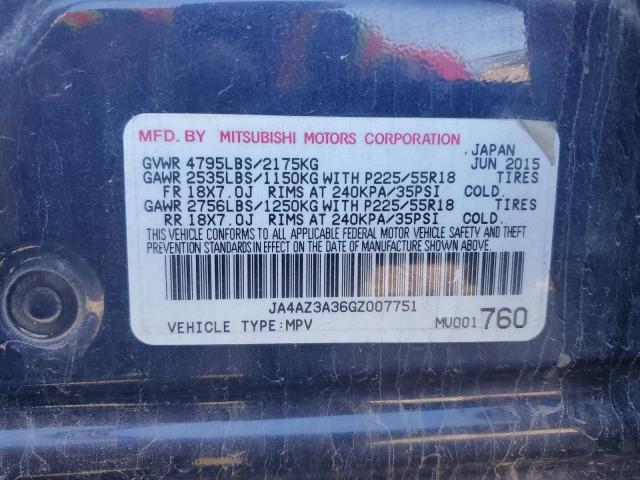 MFD. BY MITSUBISHI MOTORS CORPORATION JAPAN
GVWR 4795LBS/2175KG JUN 2015
GAWR 2535LBS/1150KG WITH P225/55R18 TIRES
FR 18X7.0J RIMS AT 240KPA/35PSI COLD.
GAWR 2756LBS/1250KG WITH P225/55R18 TIRES
RR 18X7.0J RIMS AT 240KPA/35PSI COLD.
THIS VEHICLE CONFORMS TO ALL APPLICABLE FEDERAL MOTOR VEHICLE SAFETY AND THEFT
PREVENTION STANDARDS IN EFFECT ON THE DATE OF MANUFACTURE SHOWN ABOVE.
JA4AZ3A36GZ007751
VEHICLE TYPE:MPV MU001760